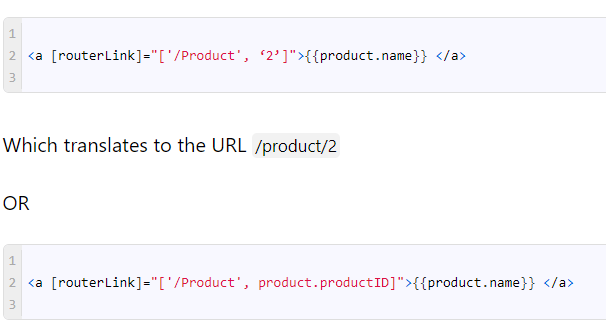 1
2 <a [routerLink]="['/Product', ‘2’]">{{product.name}} </a>
3
Which translates to the URL /product/2
OR
1
2 <a [routerLink]="['/Product', product.productID]">{{product.name}} </a>
3